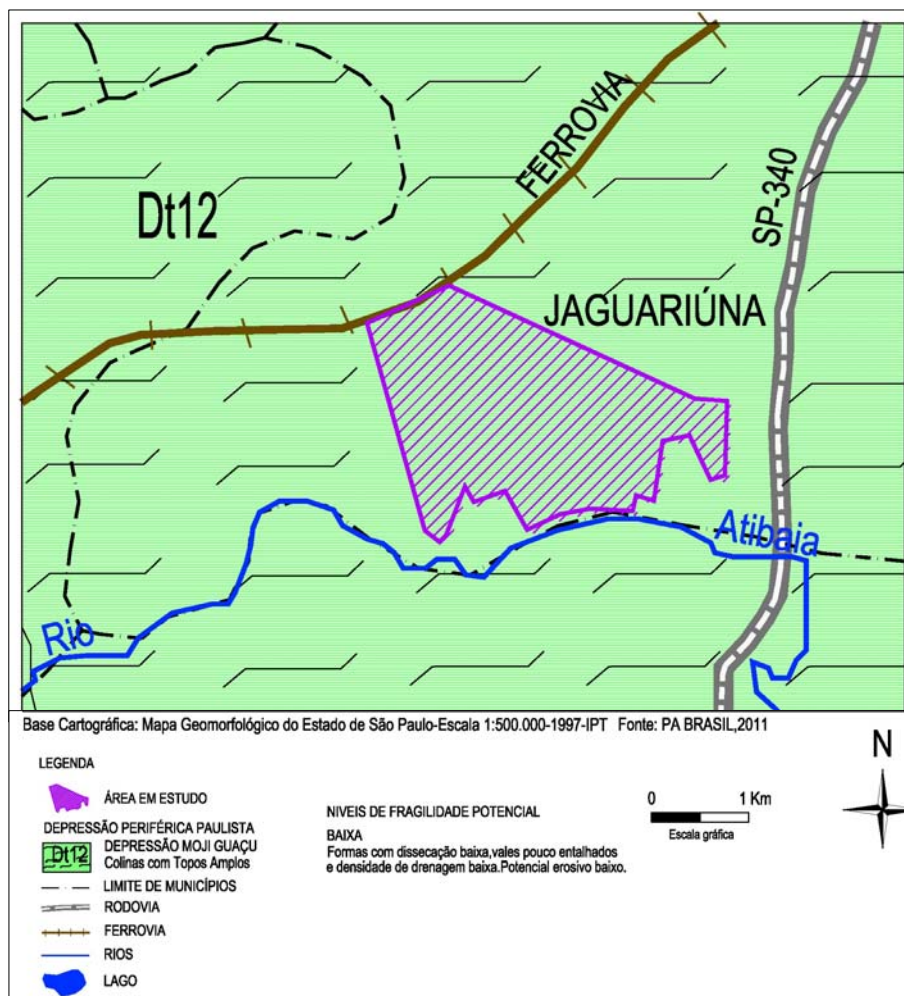 FERROVIA
SP-340
Dt12
JAGUARIÚNA
Atibaia
Rio
Base Cartográfica: Mapa Geomorfológico do Estado de São Paulo-Escala 1:500.000-1997-IPT Fonte: PA BRASIL,2011
N
LEGENDA
ÁREA EM ESTUDO
DEPRESSÃO PERIFÉRICA PAULISTA
Dt12
DEPRESSÃO MOJI GUAÇU
Colinas com Topos Amplos
LIMITE DE MUNICÍPIOS
RODOVIA
FERROVIA
RIOS
LAGO
NIVEIS DE FRAGILIDADE POTENCIAL
BAIXA
Formas com dissecação baixa,vales pouco entalhados
e densidade de drenagem baixa.Potencial erosivo baixo.
0 1 Km
Escala gráfica